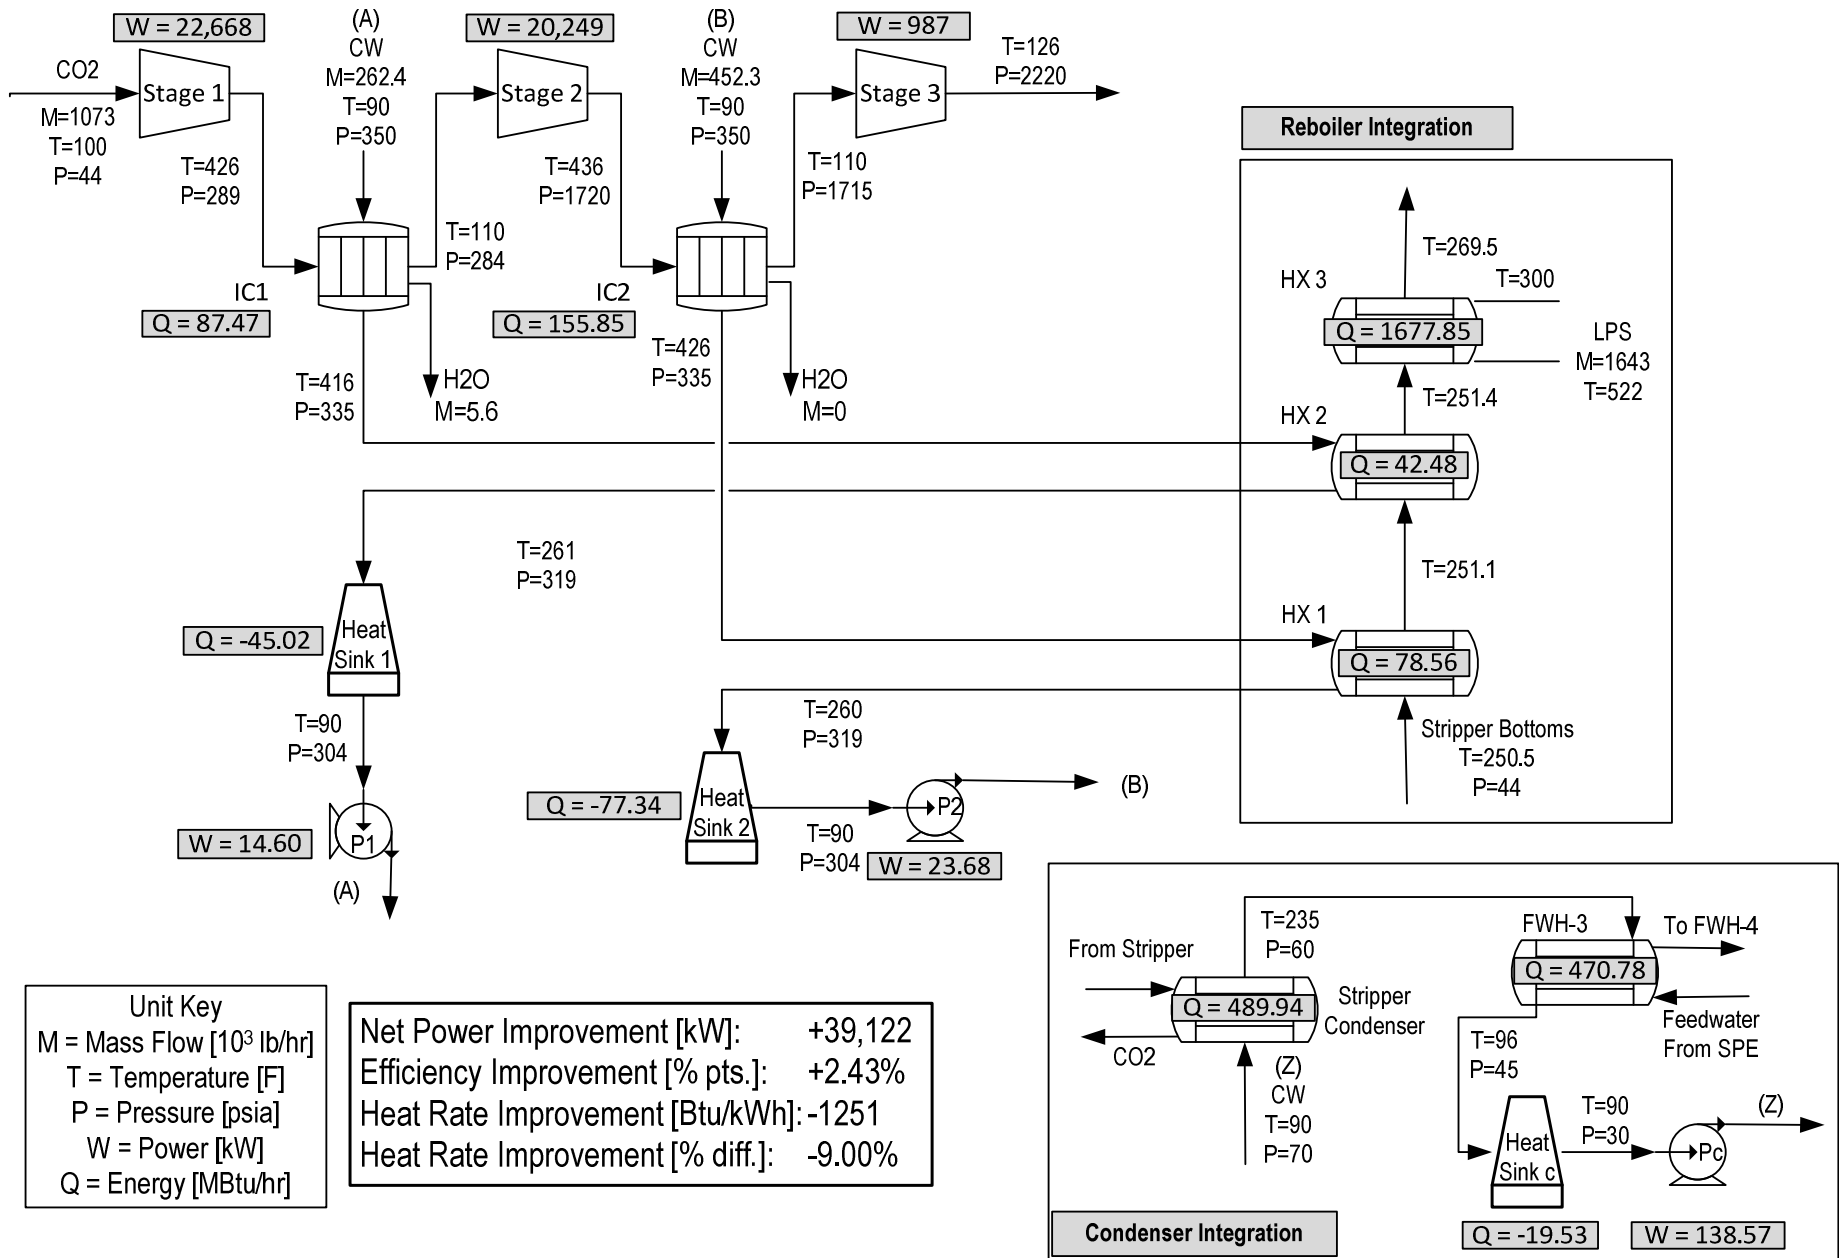 W = 22,668
(A)
CW
M=262.4
T=90
P=350
W = 20,249
(B)
CW
M=452.3
T=90
P=350
W = 987
T=126
P=2220
CO2
M=1073
T=100
P=44
Stage 1
T=426
P=289
Stage 2
T=436
P=1720
Stage 3
T=110
P=1715
T=110
P=284
IC1
Q = 87.47
IC2
Q = 155.85
T=416
P=335
H2O
M=5.6
T=426
P=335
H2O
M=0
Reboiler Integration
T=269.5
HX 3
T=300
Q = 1677.85
LPS
M=1643
T=522
T=251.4
HX 2
Q = 42.48
T=251.1
HX 1
Q = 78.56
Stripper Bottoms
T=250.5
P=44
T=261
P=319
Q = -45.02
Heat
Sink 1
T=90
P=304
W = 14.60
P1
(A)
T=260
P=319
Q = -77.34
Heat
Sink 2
T=90
P=304
P2
(B)
W = 23.68
Unit Key
M = Mass Flow [10³ lb/hr]
T = Temperature [F]
P = Pressure [psia]
W = Power [kW]
Q = Energy [MBtu/hr]
Net Power Improvement [kW]: +39,122
Efficiency Improvement [% pts.]: +2.43%
Heat Rate Improvement [Btu/kWh]: -1251
Heat Rate Improvement [% diff.]: -9.00%
From Stripper
T=235
P=60
FWH-3
To FWH-4
Q = 470.78
Q = 489.94
Stripper
Condenser
CO2
Feedwater
From SPE
(Z)
CW
T=90
P=70
T=96
P=45
Heat
Sink c
T=90
P=30
Pc
(Z)
Q = -19.53
W = 138.57
Condenser Integration